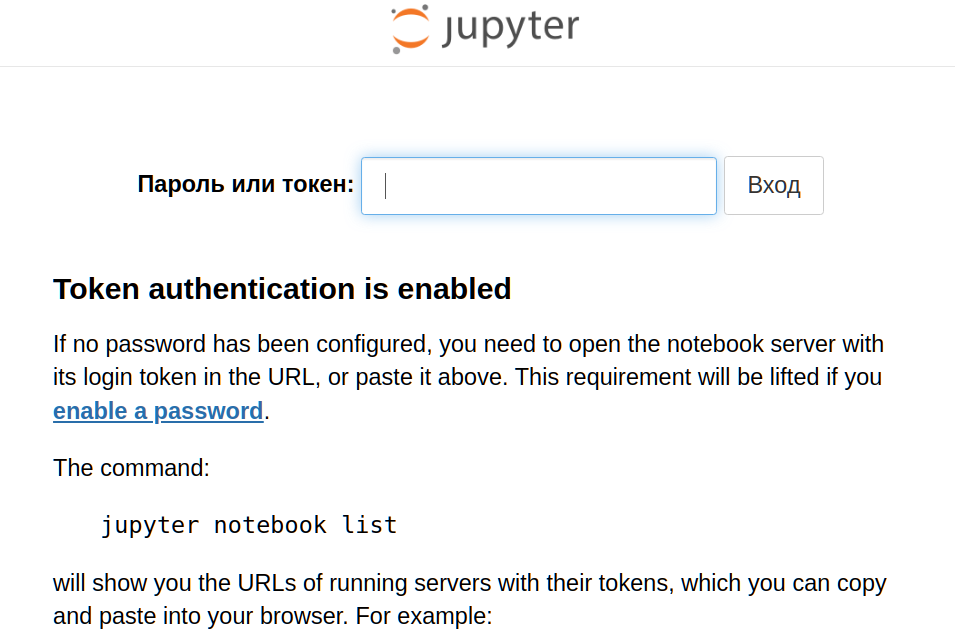 jupyter
Пароль или токен:
Вход
Token authentication is enabled
If no password has been configured, you need to open the notebook server with
its login token in the URL, or paste it above. This requirement will be lifted if you
enable a password.
The command:
jupyter notebook list
will show you the URLs of running servers with their tokens, which you can copy
and paste into your browser. For example: